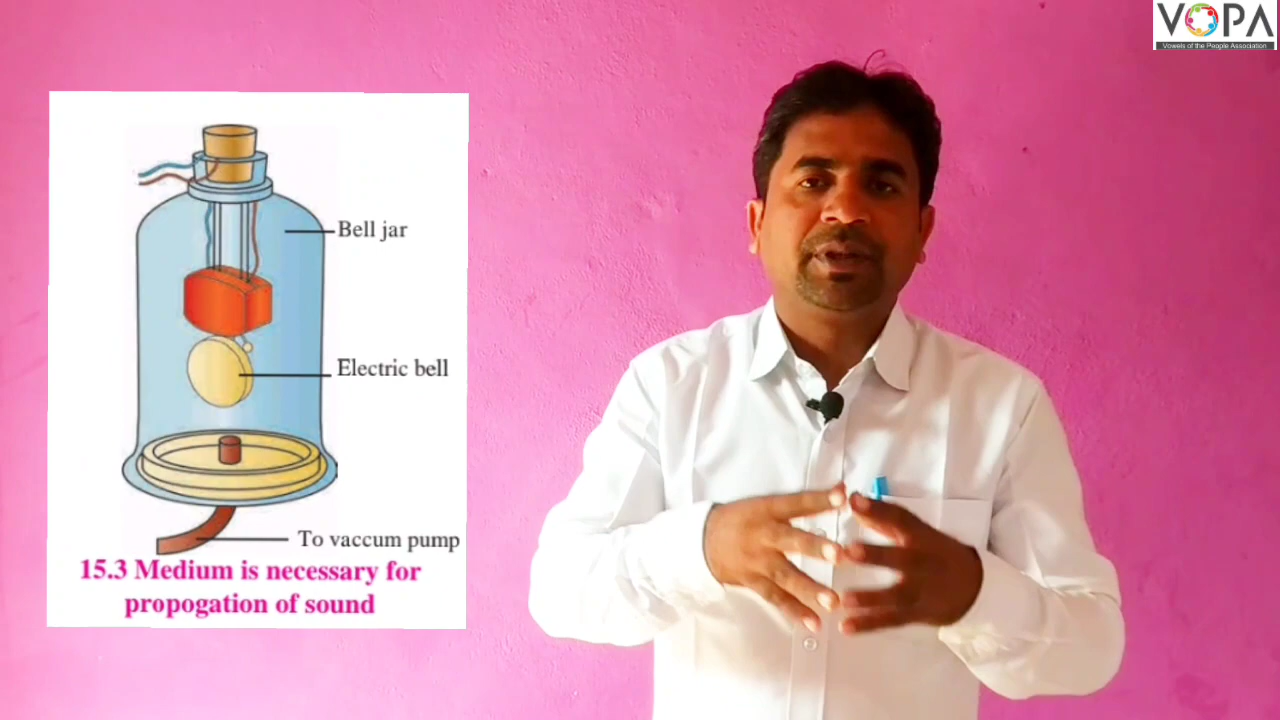 VOPA
Vowels of the People Association
Bell jar
Electric bell
To vaccum pump
15.3 Medium is necessary for
propogation of sound